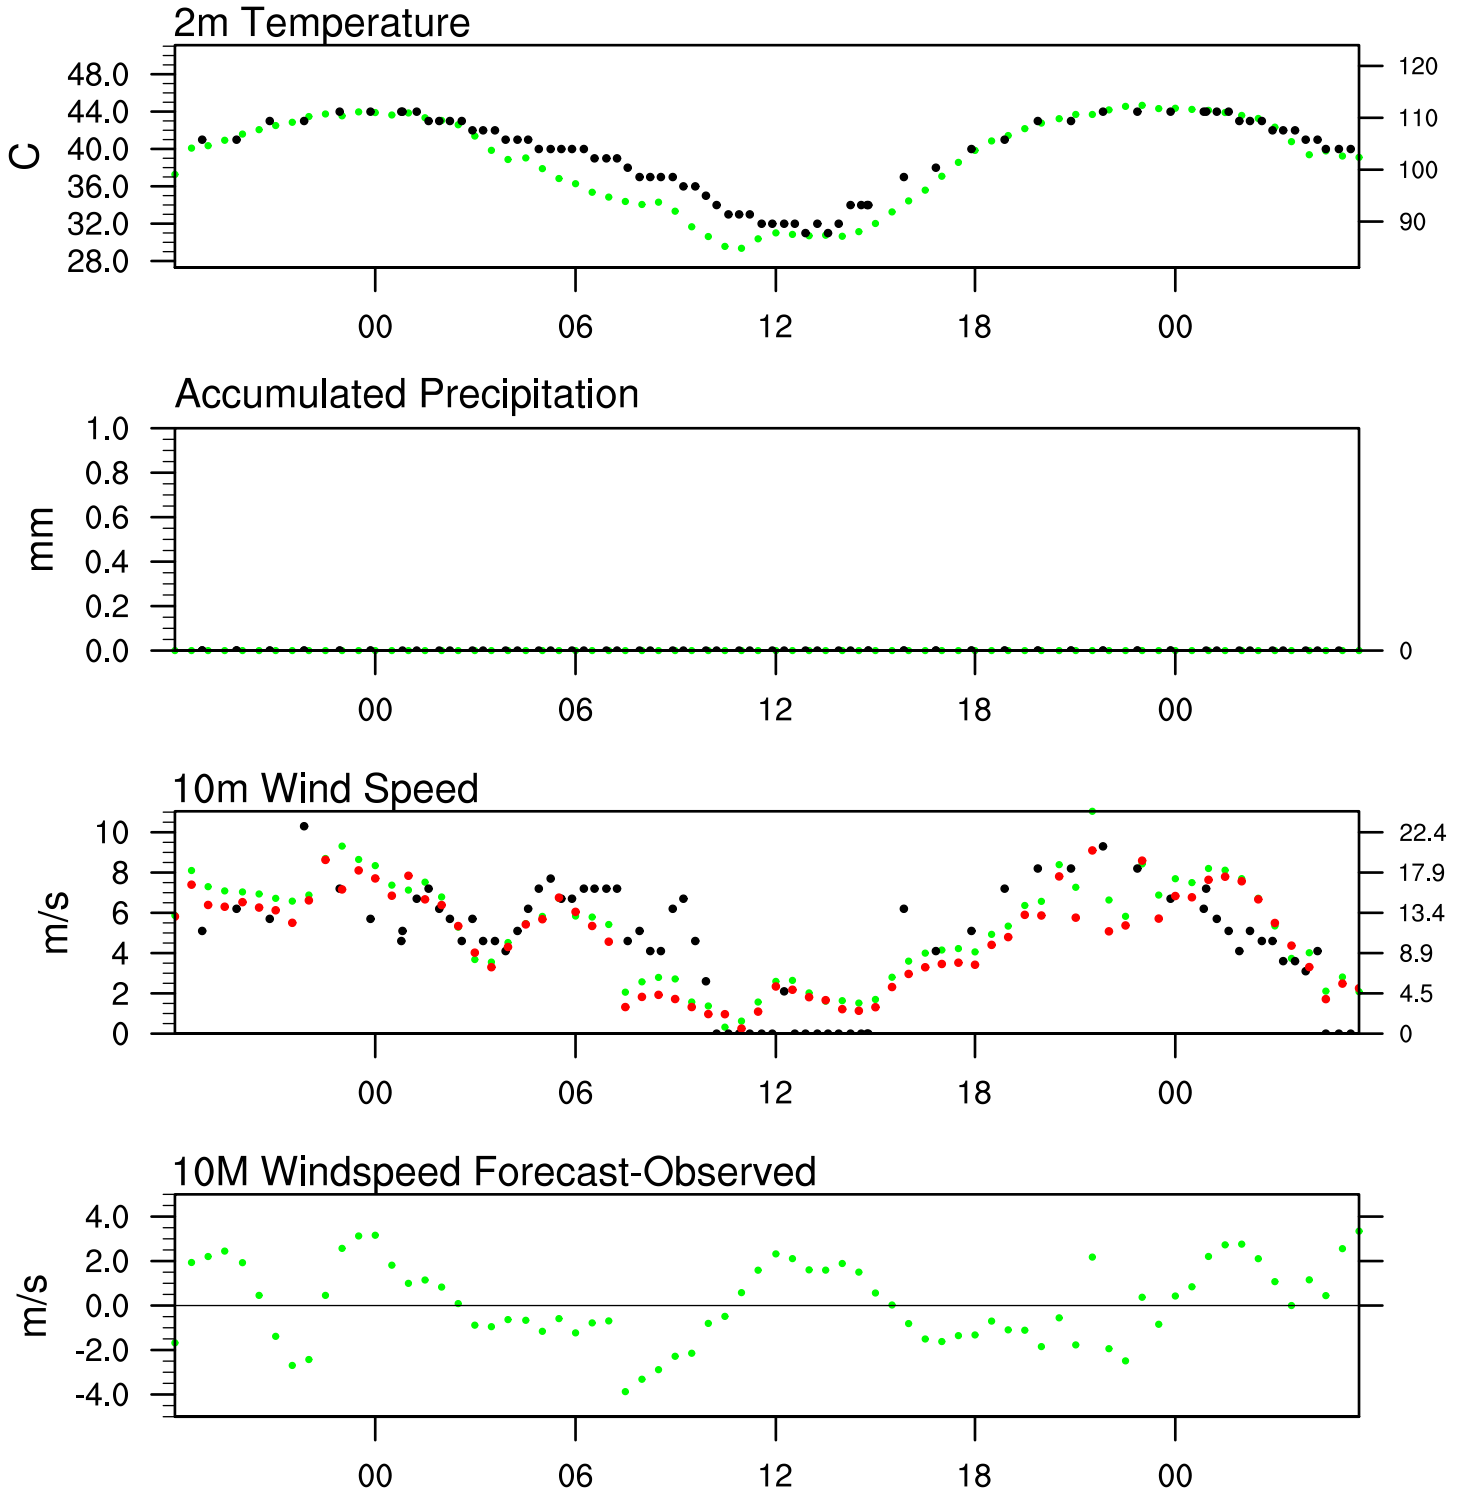 2m Temperature
48.0
44.0
40.0
36.0
32.0
28.0
C
120
110
100
90
00 06 12 18 00
Accumulated Precipitation
1.0
0.8
0.6
0.4
0.2
0.0
mm
0
00 06 12 18 00
10m Wind Speed
10
8
6
4
2
0
m/s
22.4
17.9
13.4
8.9
4.5
0
00 06 12 18 00
10M Windspeed Forecast-Observed
4.0
2.0
0.0
-2.0
-4.0
m/s
00 06 12 18 00